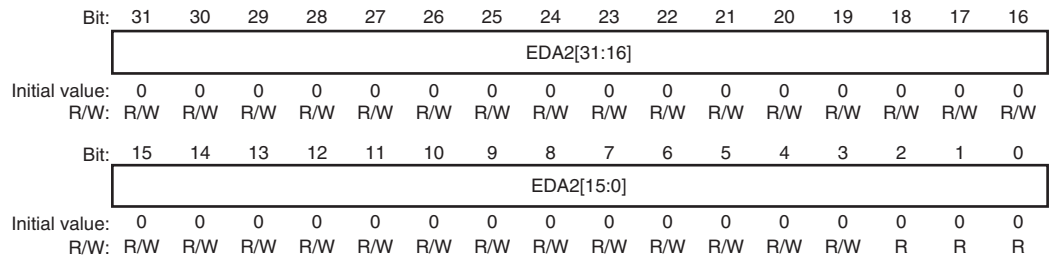 Bit: 31 30 29 28 27 26 25 24 23 22 21 20 19 18 17 16
EDA2[31:16]
Initial value: 0 0 0 0 0 0 0 0 0 0 0 0 0 0 0 0
R/W: R/W R/W R/W R/W R/W R/W R/W R/W R/W R/W R/W R/W R/W R/W R/W R/W
Bit: 15 14 13 12 11 10 9 8 7 6 5 4 3 2 1 0
EDA2[15:0]
Initial value: 0 0 0 0 0 0 0 0 0 0 0 0 0 0 0 0
R/W: R/W R/W R/W R/W R/W R/W R/W R/W R/W R/W R/W R/W R/W R R R